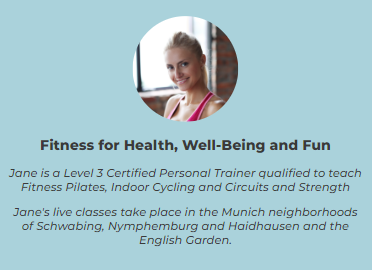 Fitness for Health, Well-Being and Fun
Jane is a Level 3 Certified Personal Trainer qualified to teach
Fitness Pilates, Indoor Cycling and Circuits and Strength
Jane's live classes take place in the Munich neighborhoods
of Schwabing, Nymphemburg and Haidhausen and the
English Garden.